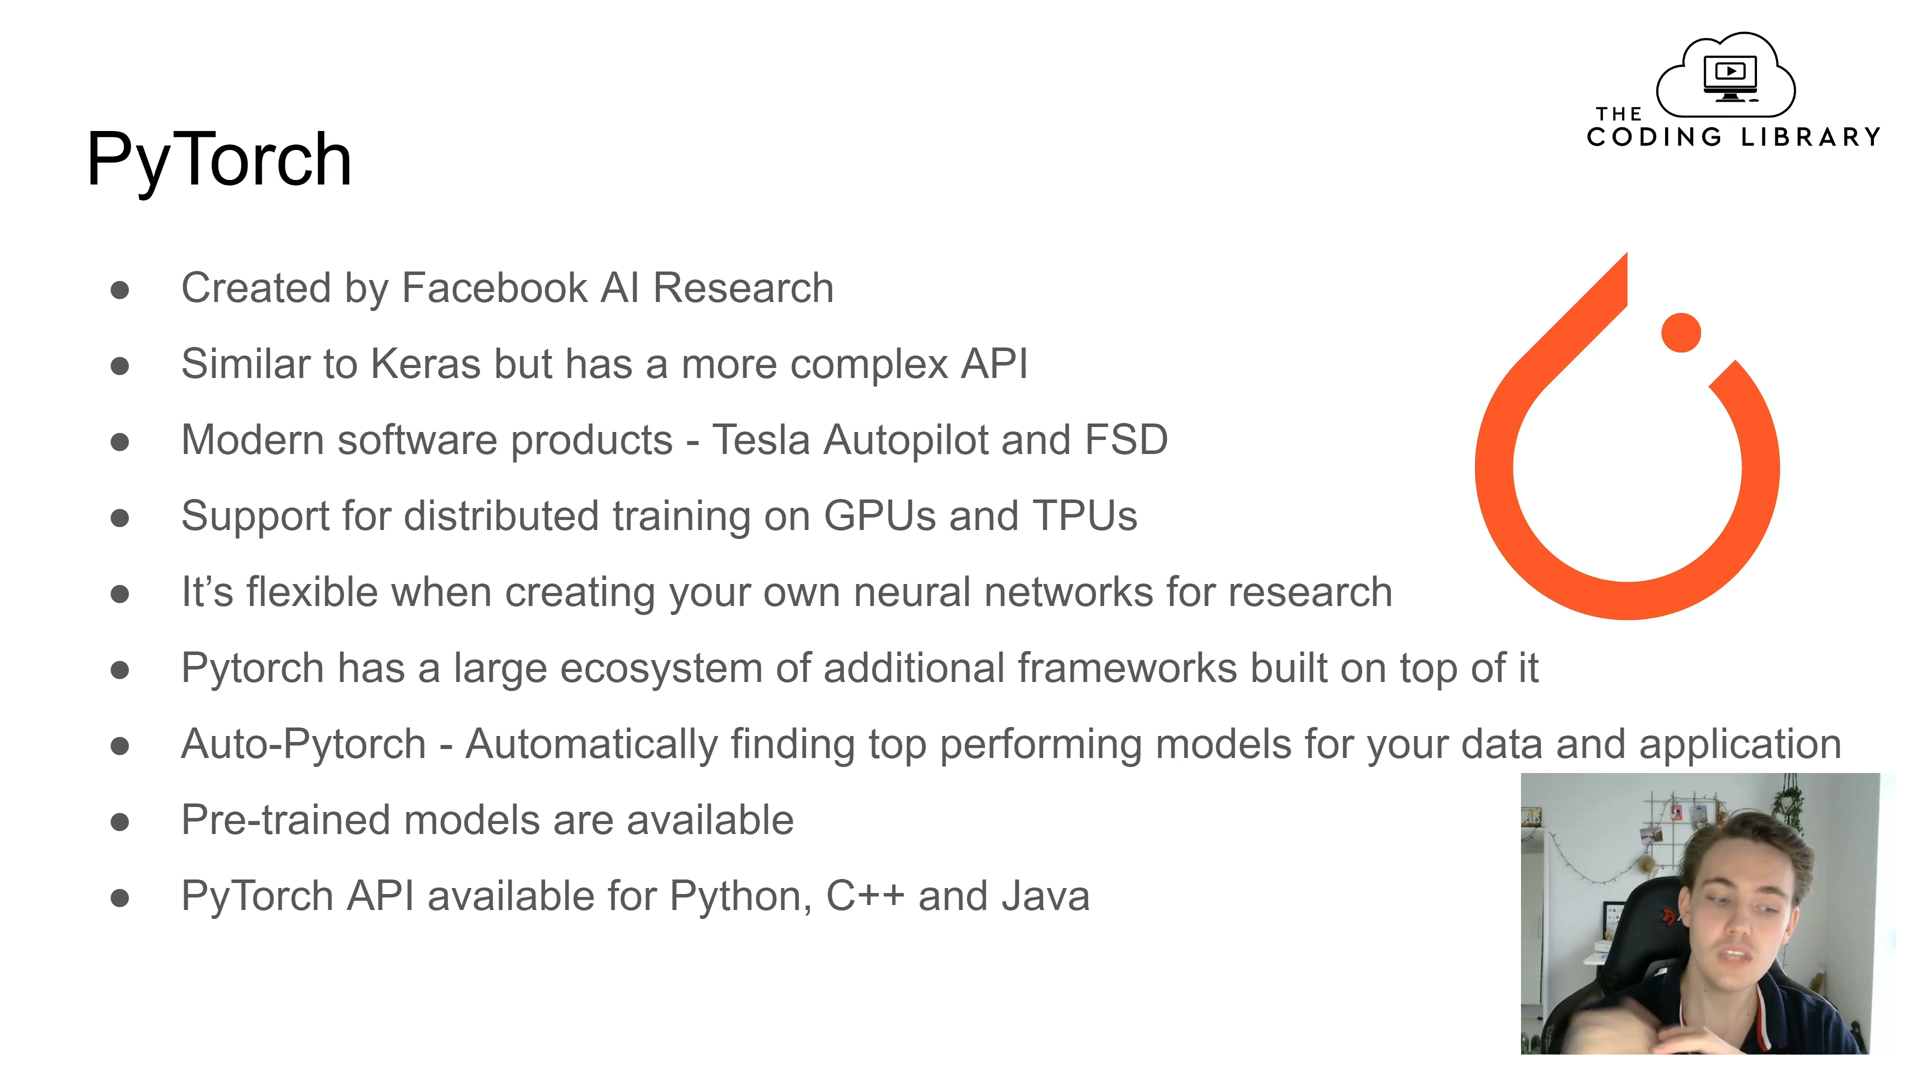 THE
CODING LIBRARY
PyTorch
● Created by Facebook AI Research
● Similar to Keras but has a more complex API
● Modern software products - Tesla Autopilot and FSD
● Support for distributed training on GPUs and TPUs
● It’s flexible when creating your own neural networks for research
● Pytorch has a large ecosystem of additional frameworks built on top of it
● Auto-Pytorch - Automatically finding top performing models for your data and application
● Pre-trained models are available
● PyTorch API available for Python, C++ and Java